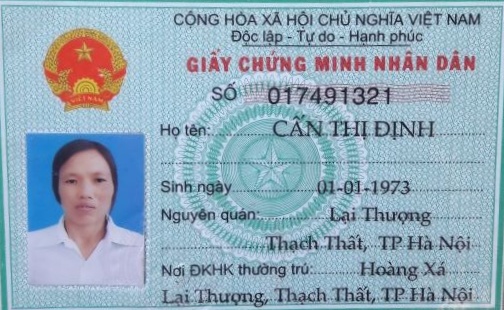 CỘNG HÒA XÃ HỘI CHỦ NGHĨA VIỆT NAM
Độc lập - Tự do - Hạnh phúc
GIẤY CHỨNG MINH NHÂN DÂN
SỐ 017491321
Họ tên: CẤN THỊ ĐỊNH
Sinh ngày 01-01-1973
Nguyên quán: Lại Thượng
Thạch Thất, TP Hà Nội
Nơi ĐKHK thường trú: Hoàng Xá
Lại Thượng, Thạch Thất, TP Hà Nội
VIỆT NAM